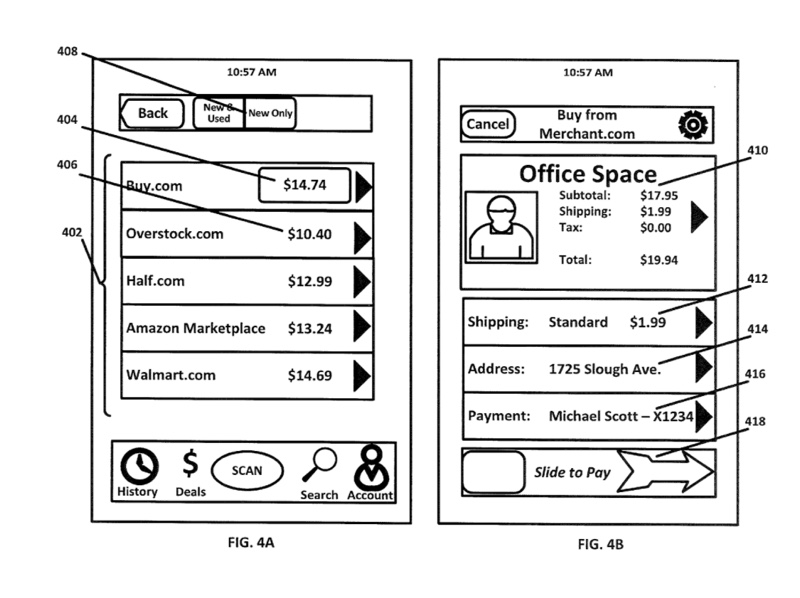 408
10:57 AM
Back
New &
Used
New Only
404
406
402
Buy.com $14.74
Overstock.com $10.40
Half.com $12.99
Amazon Marketplace $13.24
Walmart.com $14.69
History
Deals
SCAN
Search
Account
FIG. 4A
10:57 AM
Cancel
Buy from
Merchant.com
410
Office Space
Subtotal: $17.95
Shipping: $1.99
Tax: $0.00
Total: $19.94
412
Shipping: Standard $1.99
414
Address: 1725 Slough Ave.
416
Payment: Michael Scott – X1234
418
Slide to Pay
FIG. 4B